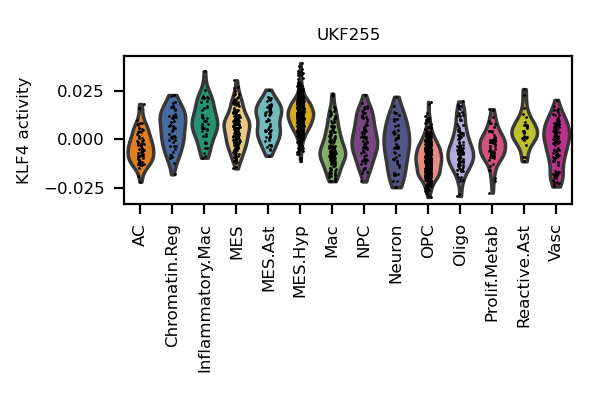 UKF255
KLF4 activity
0.025
0.000
−0.025
AC
Chromatin.Reg
Inflammatory.Mac
MES
MES.Ast
MES.Hyp
Mac
NPC
Neuron
OPC
Oligo
Prolif.Metab
Reactive.Ast
Vasc